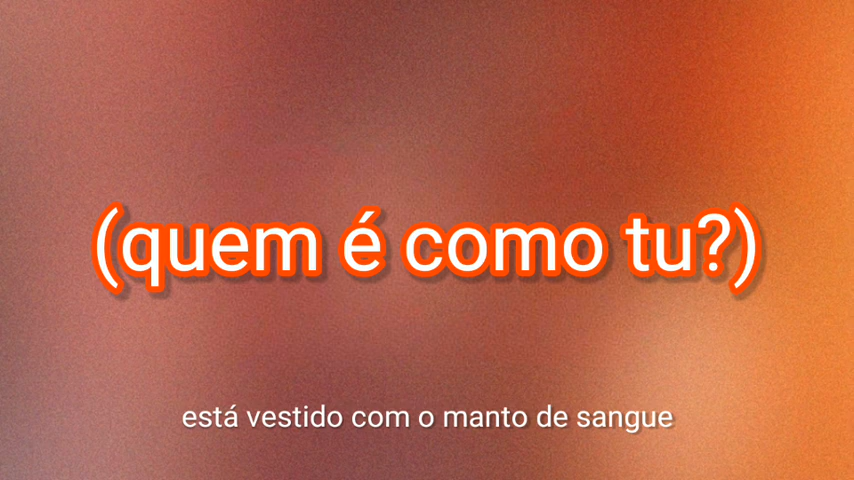 (quem é como tu?)
está vestido com o manto de sangue